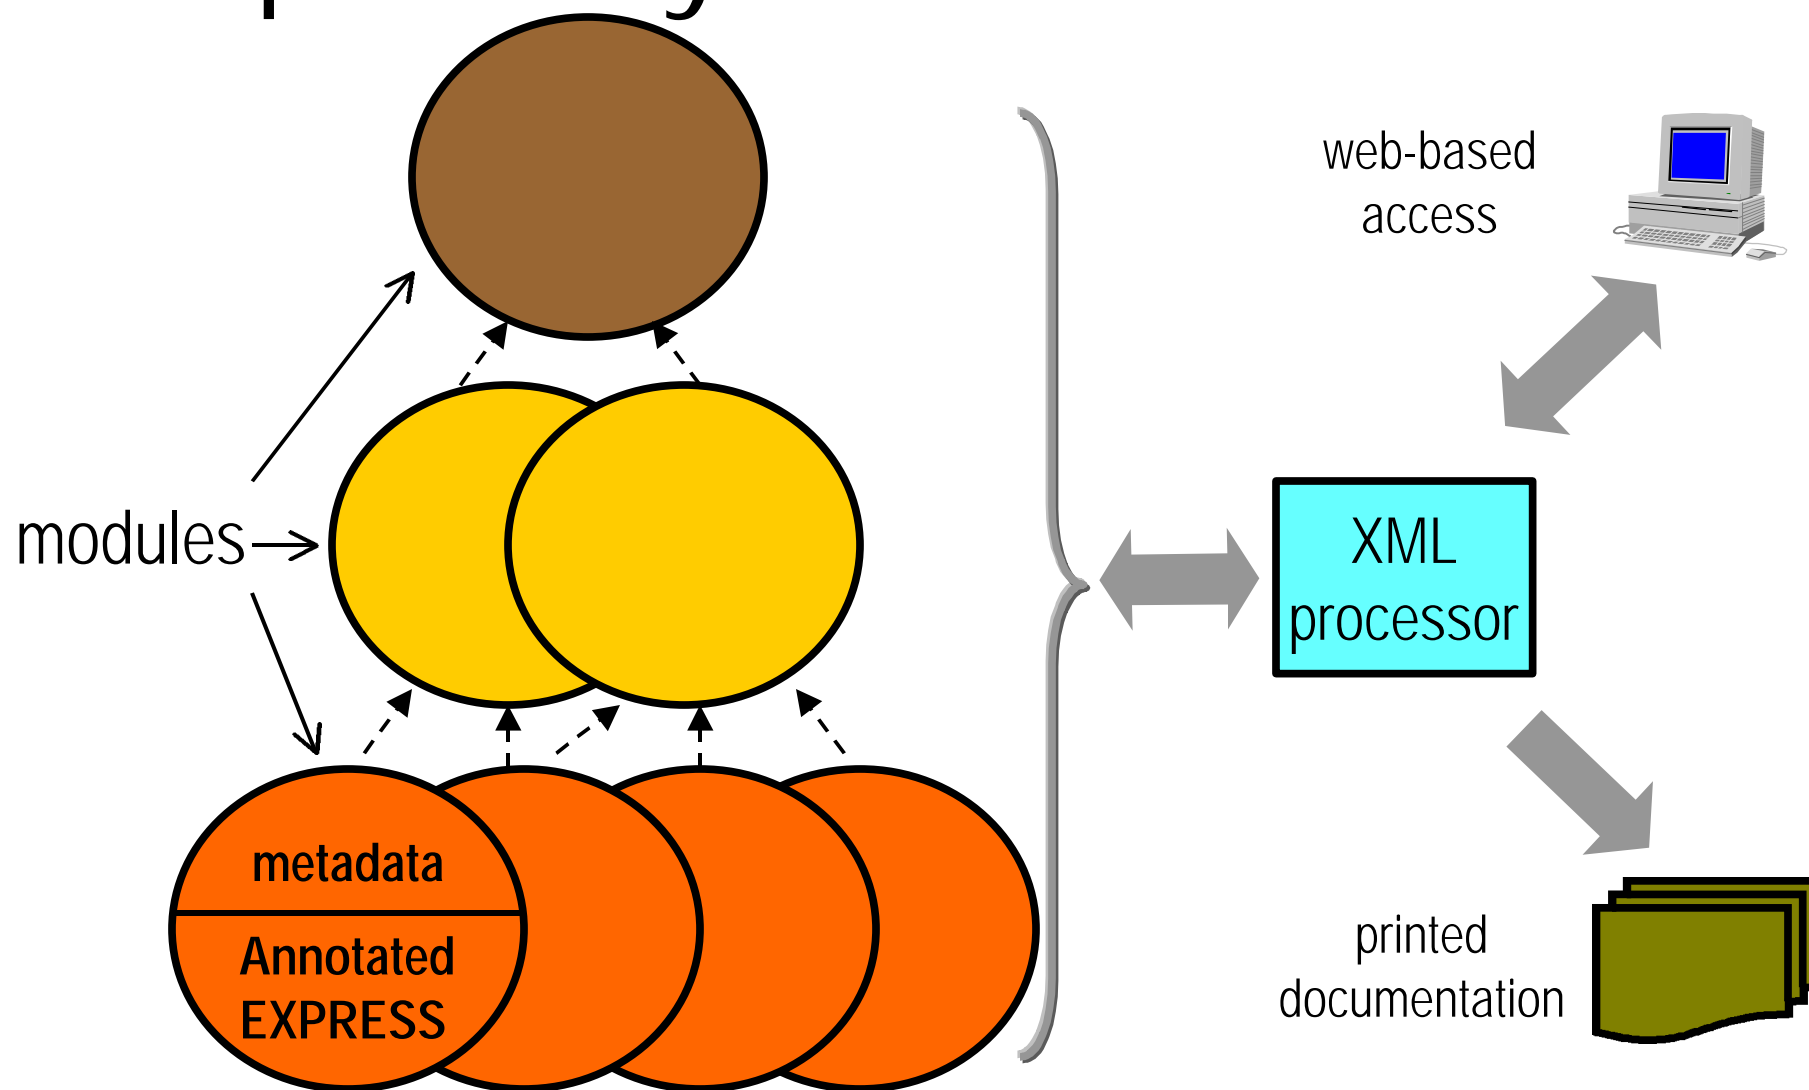 modules
metadata
Annotated
EXPRESS
web-based
access
XML
processor
printed
documentation